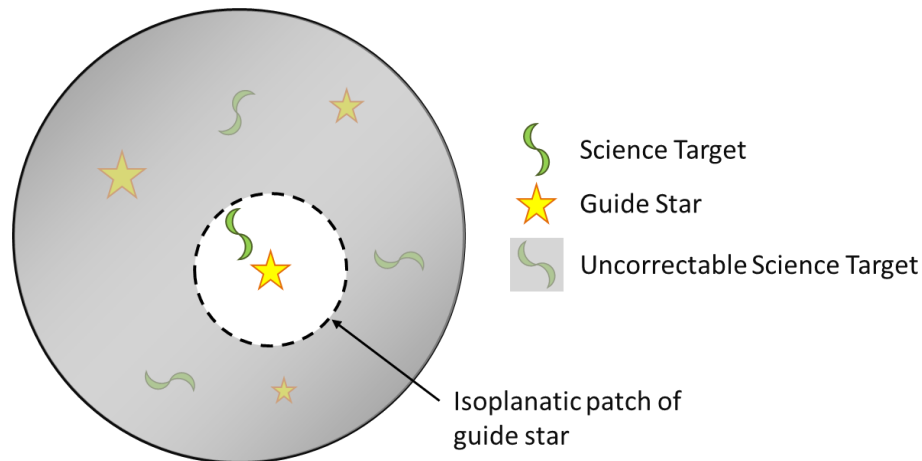 Science Target
Guide Star
Uncorrectable Science Target
Isoplanatic patch of
guide star